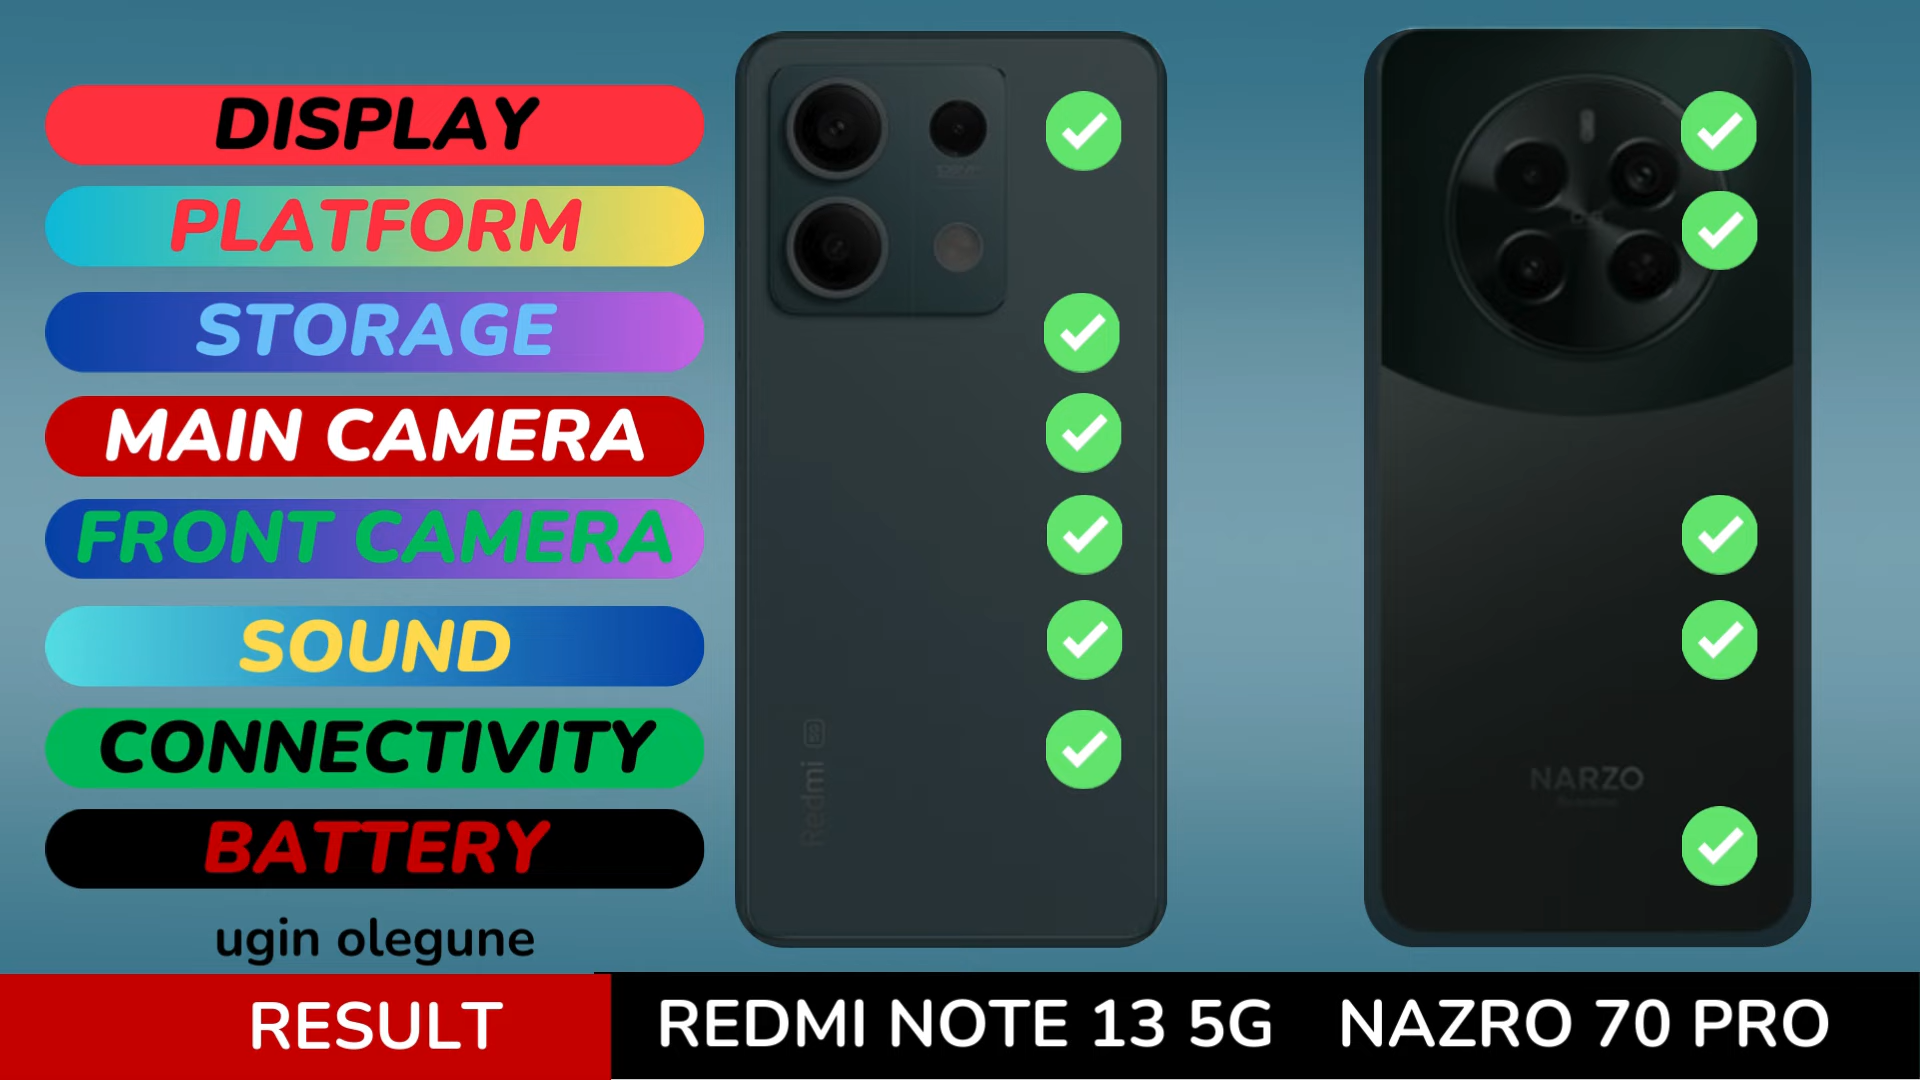 DISPLAY
PLATFORM
STORAGE
MAIN CAMERA
FRONT CAMERA
SOUND
CONNECTIVITY
BATTERY
ugin olegune
Redmi 5G
NARZO
RESULT
REDMI NOTE 13 5G
NAZRO 70 PRO